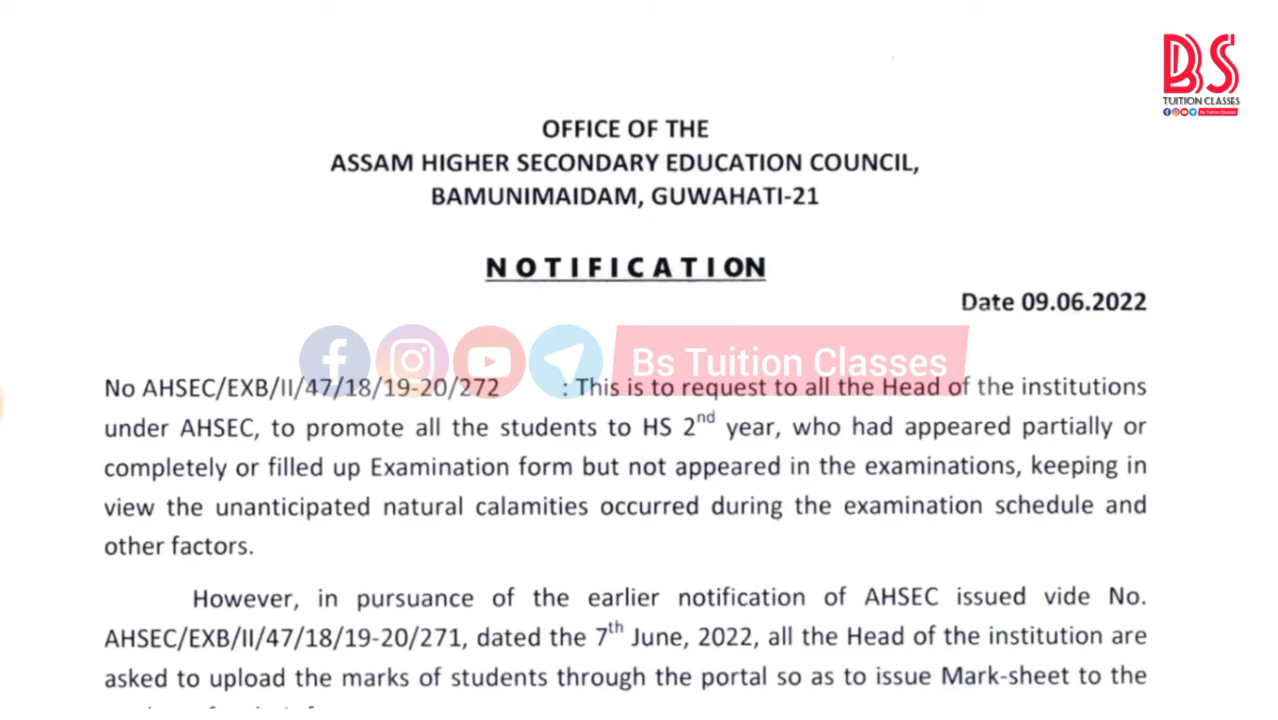 BS
TUITION CLASSES
Bs Tuition Classes
OFFICE OF THE
ASSAM HIGHER SECONDARY EDUCATION COUNCIL,
BAMUNIMAIDAM, GUWAHATI-21
NOTIFICATION
Date 09.06.2022
Bs Tuition Classes
No AHSEC/EXB/II/47/18/19-20/272 : This is to request to all the Head of the institutions
under AHSEC, to promote all the students to HS 2nd year, who had appeared partially or
completely or filled up Examination form but not appeared in the examinations, keeping in
view the unanticipated natural calamities occurred during the examination schedule and
other factors.
However, in pursuance of the earlier notification of AHSEC issued vide No.
AHSEC/EXB/II/47/18/19-20/271, dated the 7th June, 2022, all the Head of the institution are
asked to upload the marks of students through the portal so as to issue Mark-sheet to the